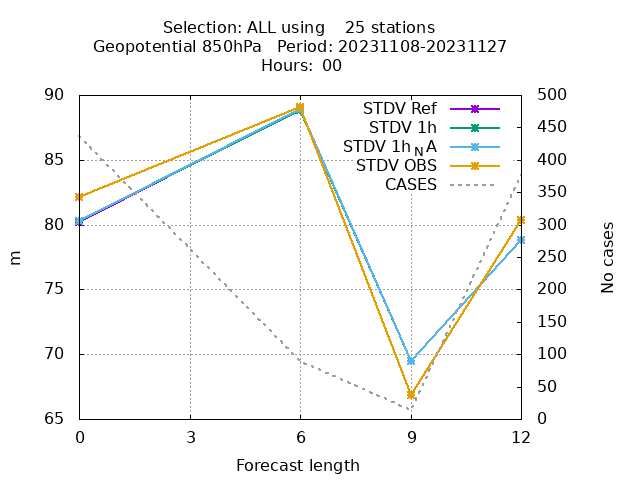 Selection: ALL using    25 stations
Geopotential 850hPa   Period: 20231108-20231127
Hours: 00
90
85
80
75
70
65
m
500
450
400
350
300
250
200
150
100
50
0
No cases
STDV Ref
STDV 1h
STDV 1h_NA
STDV OBS
CASES
0
3
6
9
12
Forecast length